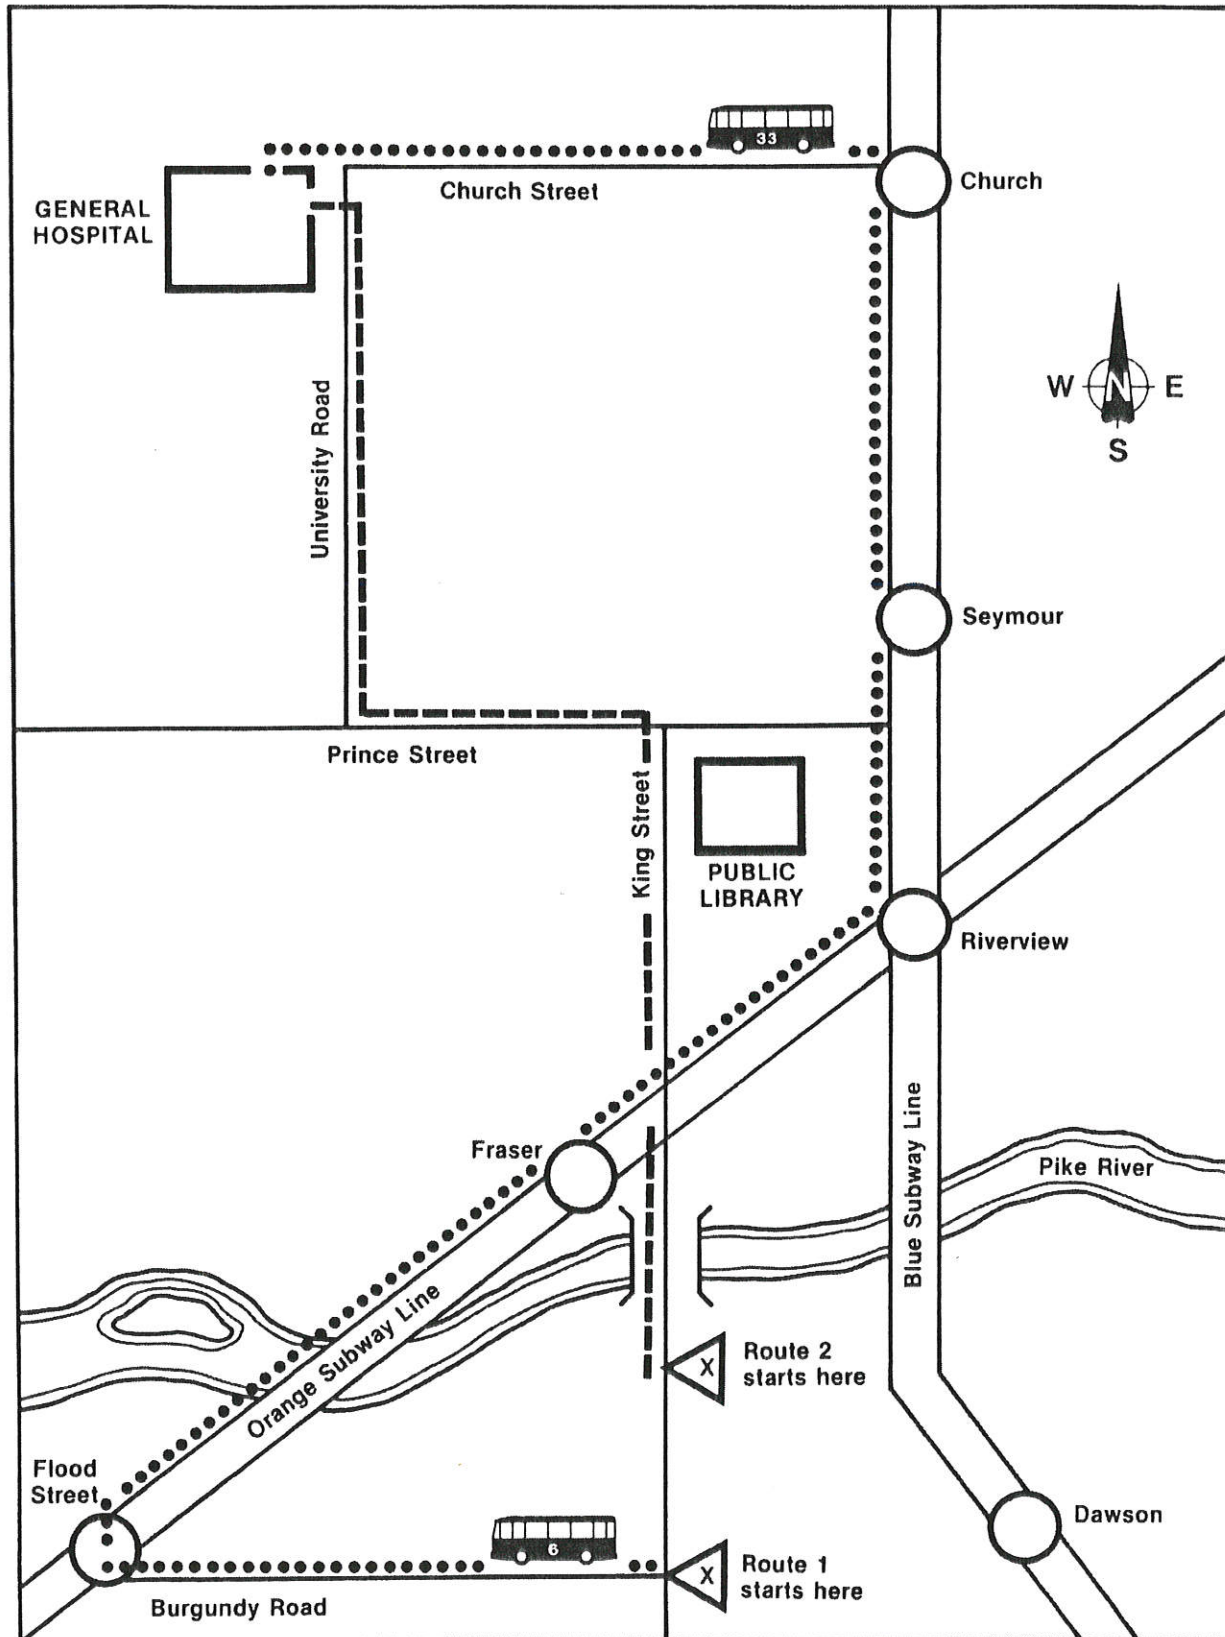 33
Church Street
Church
GENERAL
HOSPITAL
University Road
W N E
S
Seymour
Prince Street
King Street
PUBLIC
LIBRARY
Riverview
Fraser
Blue Subway Line
Pike River
Orange Subway Line
X
Route 2
starts here
Flood
Street
6
Dawson
X
Route 1
starts here
Burgundy Road